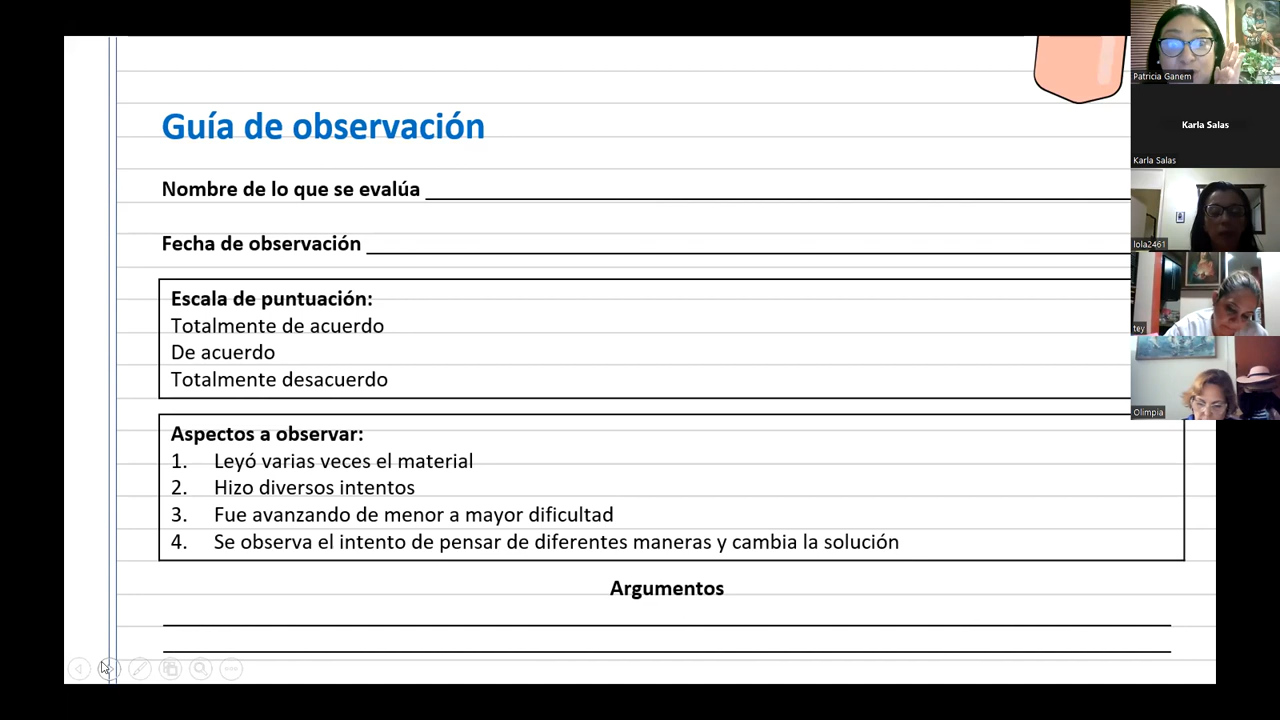 Guía de observación
Nombre de lo que se evalúa
Fecha de observación
Escala de puntuación:
Totalmente de acuerdo
De acuerdo
Totalmente desacuerdo
Aspectos a observar:
1. Leyó varias veces el material
2. Hizo diversos intentos
3. Fue avanzando de menor a mayor dificultad
4. Se observa el intento de pensar de diferentes maneras y cambia la solución
Argumentos
Patricia Ganem
Karla Salas
Karla Salas
lola2461
tey
Olimpia